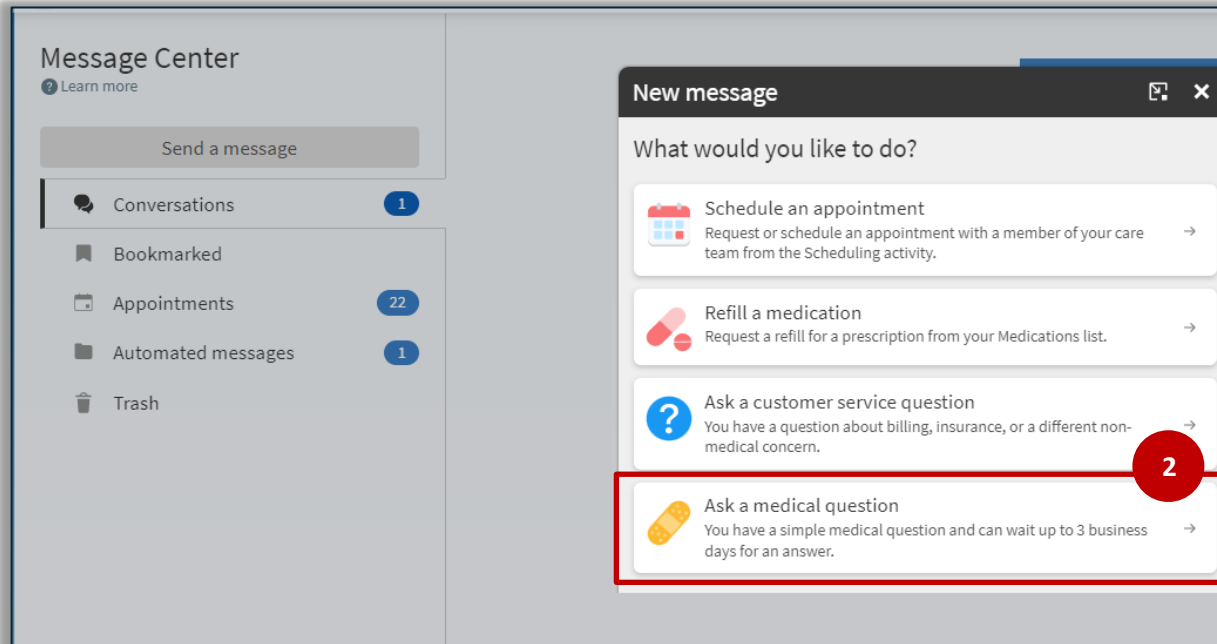 Message Center
? Learn more
Send a message
Conversations 1
Bookmarked
Appointments 22
Automated messages 1
Trash
New message
What would you like to do?
Schedule an appointment
Request or schedule an appointment with a member of your care
team from the Scheduling activity.
Refill a medication
Request a refill for a prescription from your Medications list.
?
Ask a customer service question
You have a question about billing, insurance, or a different non-
medical concern.
2
Ask a medical question
You have a simple medical question and can wait up to 3 business
days for an answer.